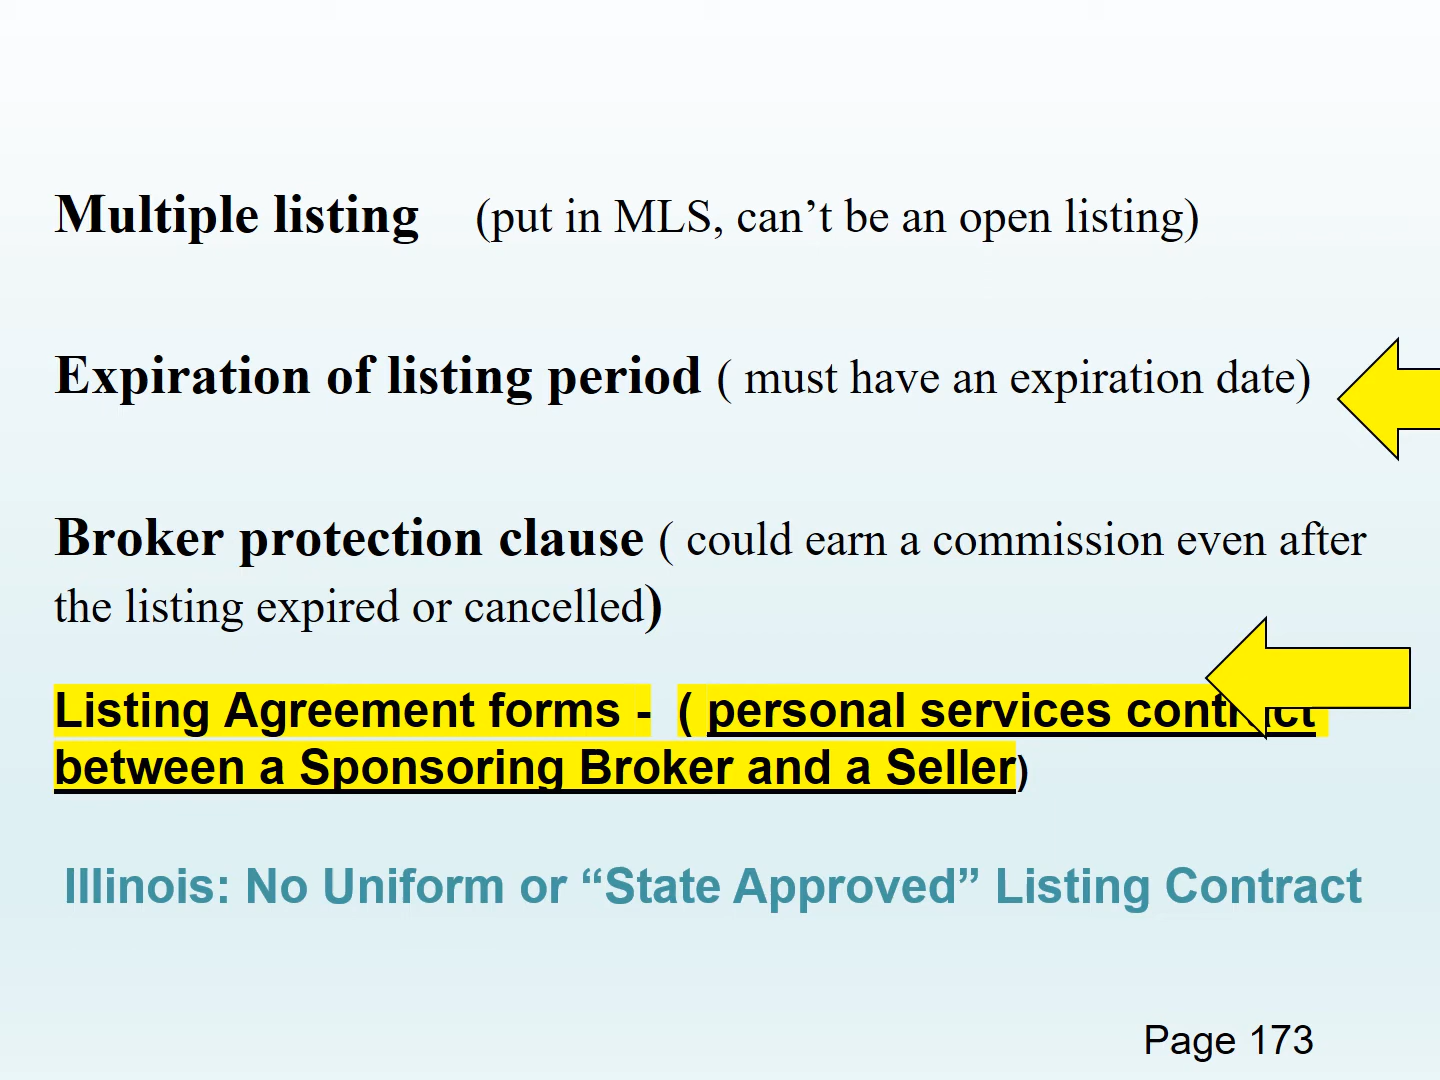 Multiple listing (put in MLS, can’t be an open listing)
Expiration of listing period ( must have an expiration date)
Broker protection clause ( could earn a commission even after
the listing expired or cancelled)
Listing Agreement forms - ( personal services contract
between a Sponsoring Broker and a Seller)
Illinois: No Uniform or “State Approved” Listing Contract
Page 173